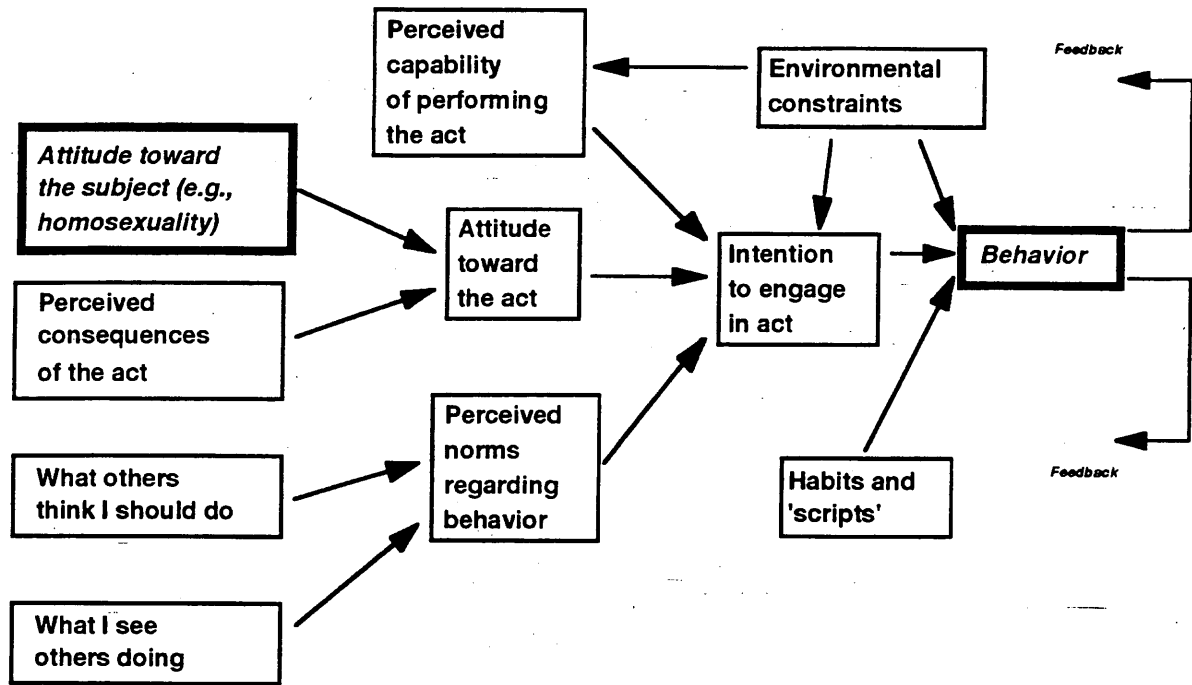 Perceived
capability
of performing
the act
Environmental
constraints
Feedback
Attitude toward
the subject (e.g.,
homosexuality)
Attitude
toward
the act
Intention
to engage
in act
Behavior
Perceived
consequences
of the act
Perceived
norms
regarding
behavior
What others
think I should do
Habits and
'scripts'
Feedback
What I see
others doing